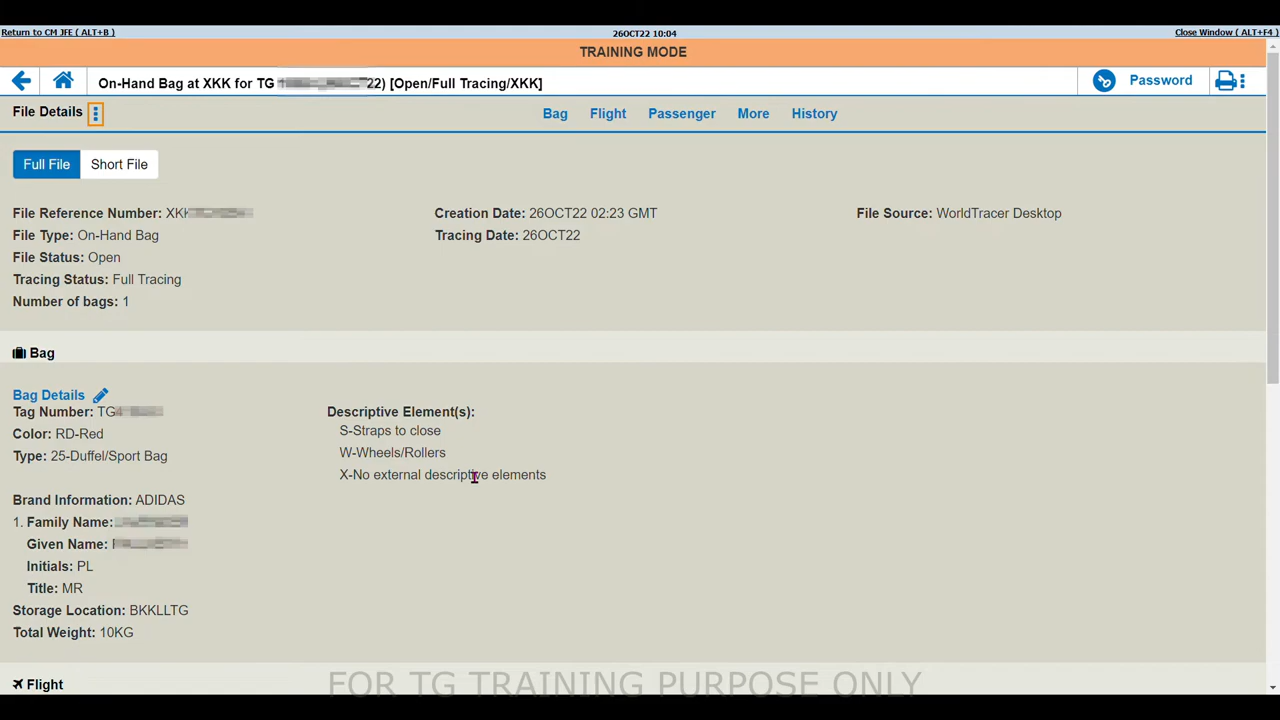 Return to CM JFE ( ALT+B )
26OCT22 10:04
Close Window ( ALT+F4 )
TRAINING MODE
On-Hand Bag at XKK for TG 22) [Open/Full Tracing/XKK]
Password
File Details
Bag
Flight
Passenger
More
History
Full File
Short File
File Reference Number: XKK
Creation Date: 26OCT22 02:23 GMT
File Source: WorldTracer Desktop
File Type: On-Hand Bag
Tracing Date: 26OCT22
File Status: Open
Tracing Status: Full Tracing
Number of bags: 1
Bag
Bag Details
Tag Number: TG
Color: RD-Red
Type: 25-Duffel/Sport Bag
Descriptive Element(s):
S-Straps to close
W-Wheels/Rollers
X-No external descriptive elements
Brand Information: ADIDAS
1. Family Name:
Given Name:
Initials: PL
Title: MR
Storage Location: BKKLLTG
Total Weight: 10KG
Flight
FOR TG TRAINING PURPOSE ONLY